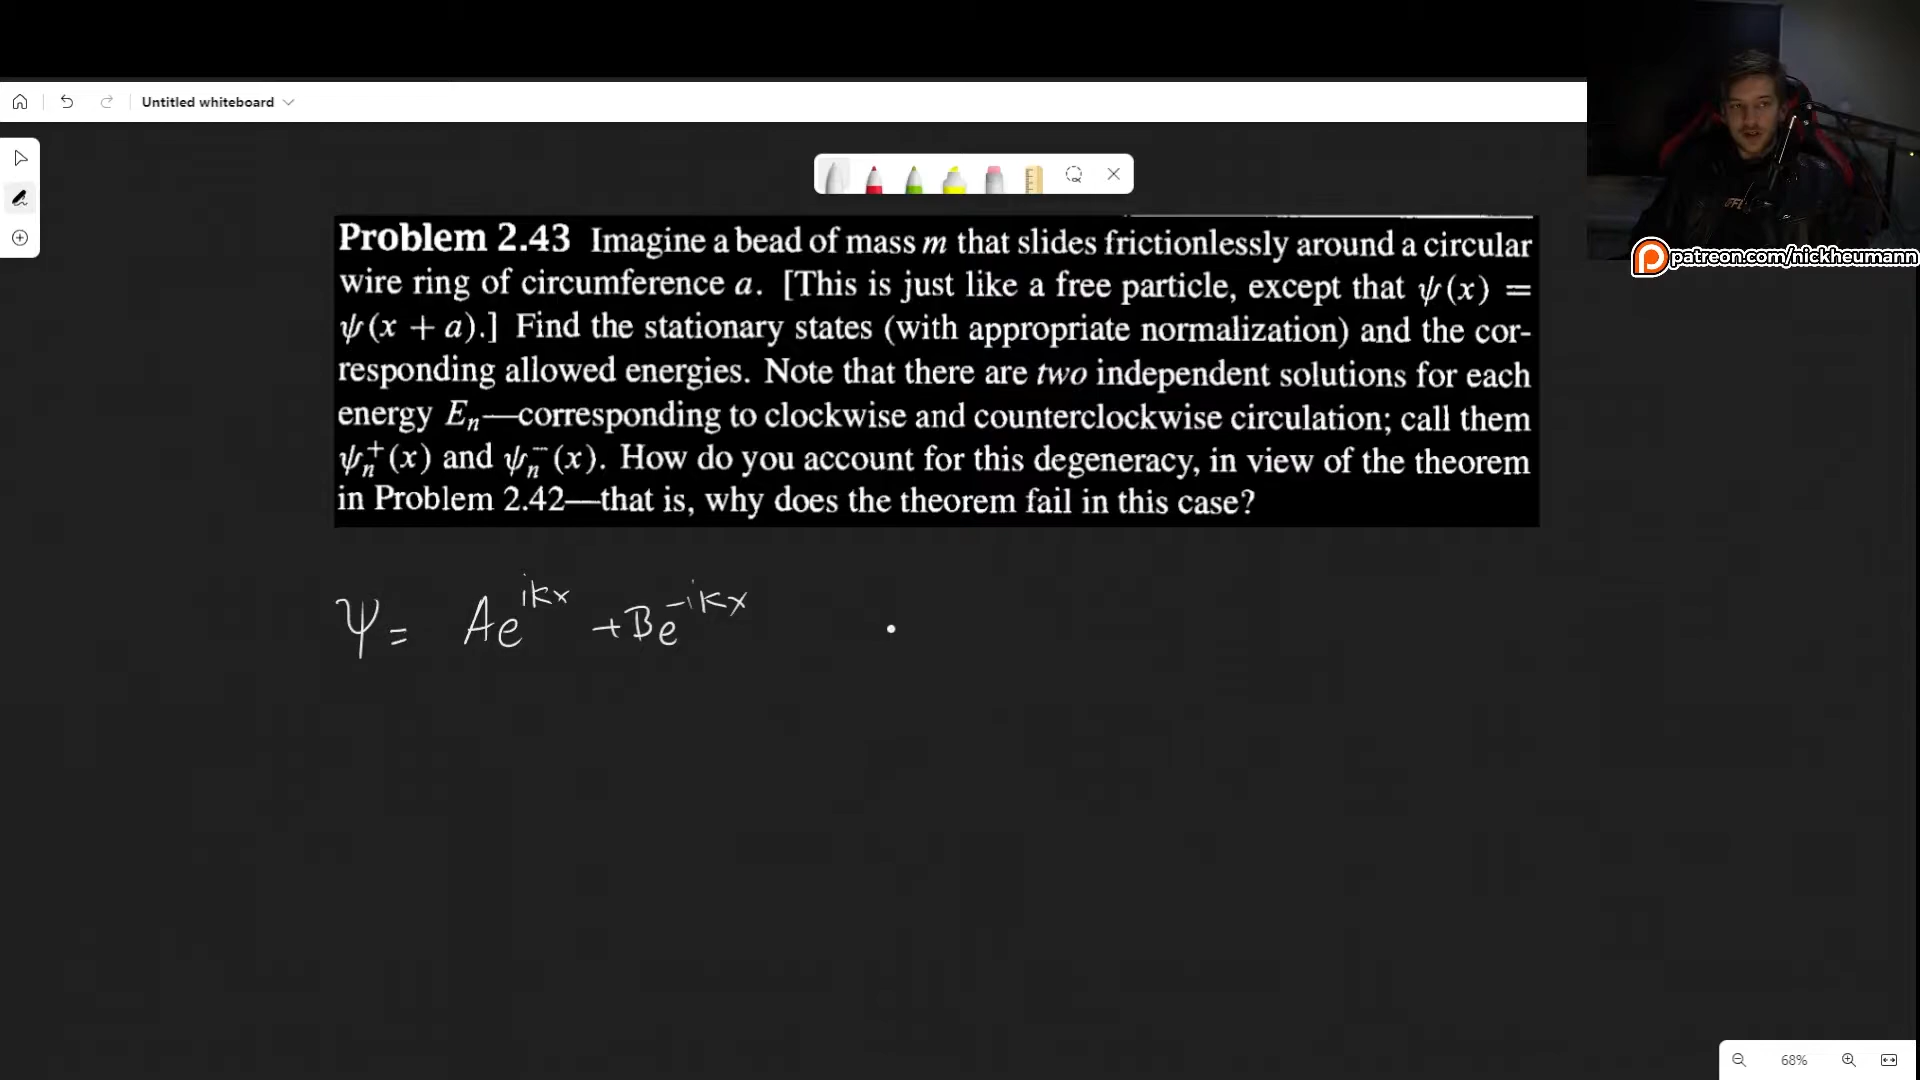 Untitled whiteboard
patreon.com/nickheumann
Problem 2.43 Imagine a bead of mass m that slides frictionlessly around a circular
wire ring of circumference a. [This is just like a free particle, except that ψ(x) =
ψ(x + a).] Find the stationary states (with appropriate normalization) and the cor-
responding allowed energies. Note that there are two independent solutions for each
energy Eₙ—corresponding to clockwise and counterclockwise circulation; call them
ψₙ⁺(x) and ψₙ⁻(x). How do you account for this degeneracy, in view of the theorem
in Problem 2.42—that is, why does the theorem fail in this case?
Ψ = Ae^{ikx} + Be^{-ikx}
68%